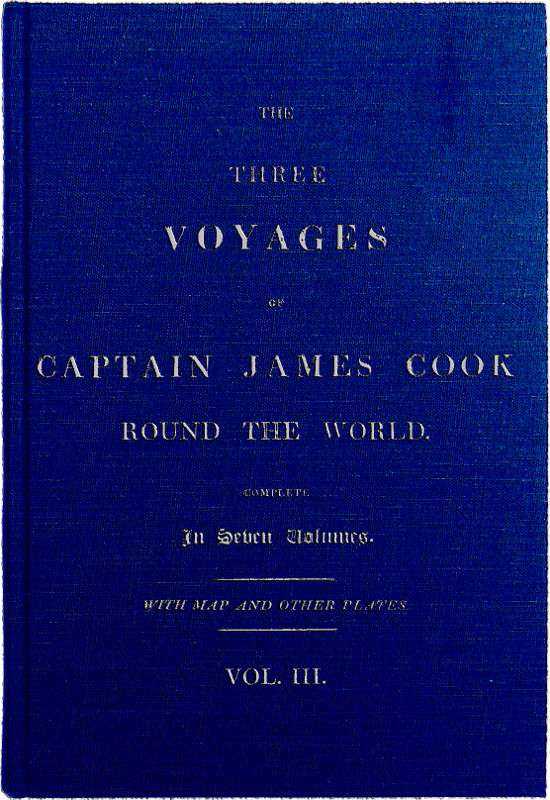 THE
THREE
VOYAGES
OF
CAPTAIN JAMES COOK
ROUND THE WORLD.
COMPLETE
In Seven Volumes.
WITH MAP AND OTHER PLATES.
VOL. III.